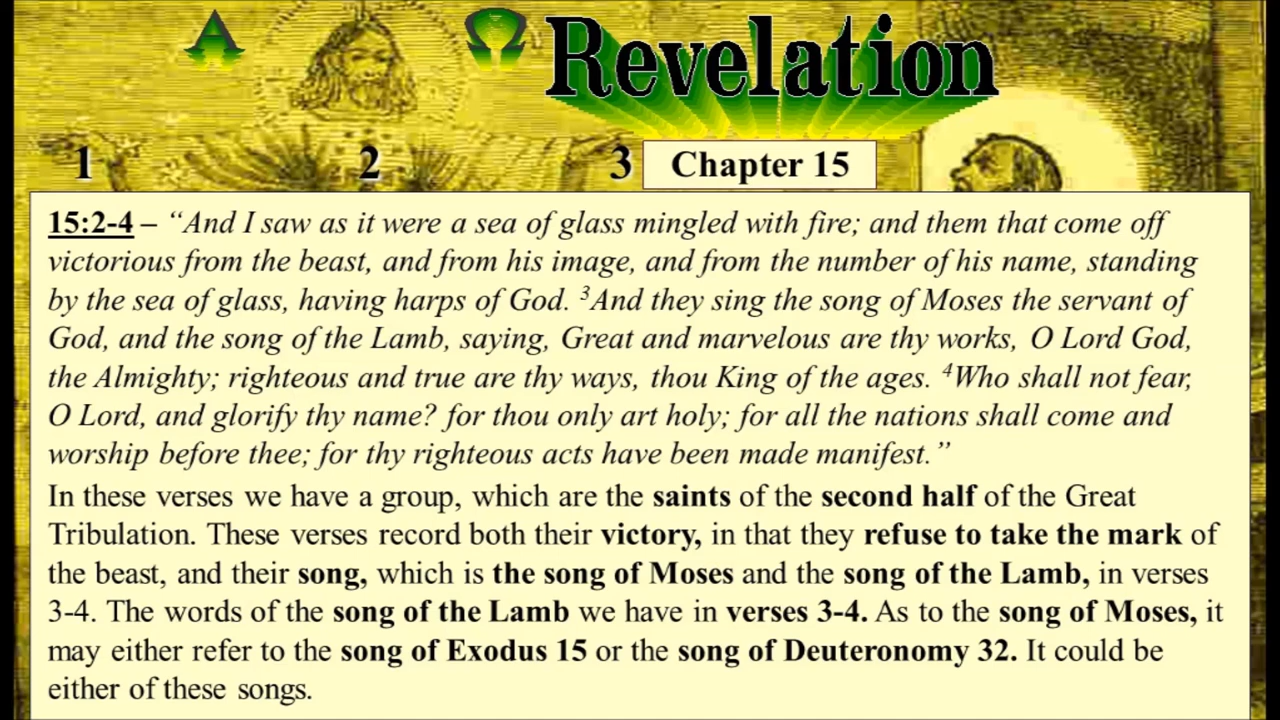 Α Ω Revelation
1 2 3 Chapter 15
15:2-4 – “And I saw as it were a sea of glass mingled with fire; and them that come off
victorious from the beast, and from his image, and from the number of his name, standing
by the sea of glass, having harps of God. ³And they sing the song of Moses the servant of
God, and the song of the Lamb, saying, Great and marvelous are thy works, O Lord God,
the Almighty; righteous and true are thy ways, thou King of the ages. ⁴Who shall not fear,
O Lord, and glorify thy name? for thou only art holy; for all the nations shall come and
worship before thee; for thy righteous acts have been made manifest.”
In these verses we have a group, which are the saints of the second half of the Great
Tribulation. These verses record both their victory, in that they refuse to take the mark of
the beast, and their song, which is the song of Moses and the song of the Lamb, in verses
3-4. The words of the song of the Lamb we have in verses 3-4. As to the song of Moses, it
may either refer to the song of Exodus 15 or the song of Deuteronomy 32. It could be
either of these songs.